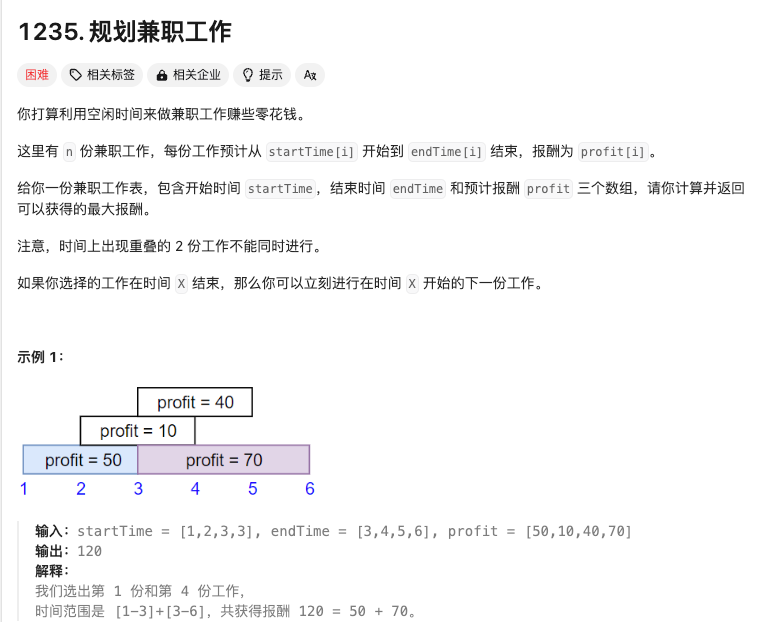 1235. 规划兼职工作
困难 相关标签 相关企业 提示 Aあ
你打算利用空闲时间来做兼职工作赚些零花钱。
这里有 n 份兼职工作，每份工作预计从 startTime[i] 开始到 endTime[i] 结束，报酬为 profit[i]。
给你一份兼职工作表，包含开始时间 startTime，结束时间 endTime 和预计报酬 profit 三个数组，请你计算并返回
可以获得的最大报酬。
注意，时间上出现重叠的 2 份工作不能同时进行。
如果你选择的工作在时间 X 结束，那么你可以立刻进行在时间 X 开始的下一份工作。
示例 1：
profit = 40
profit = 10
profit = 50 profit = 70
1 2 3 4 5 6
输入：startTime = [1,2,3,3], endTime = [3,4,5,6], profit = [50,10,40,70]
输出：120
解释：
我们选出第 1 份和第 4 份工作，
时间范围是 [1-3]+[3-6]，共获得报酬 120 = 50 + 70。